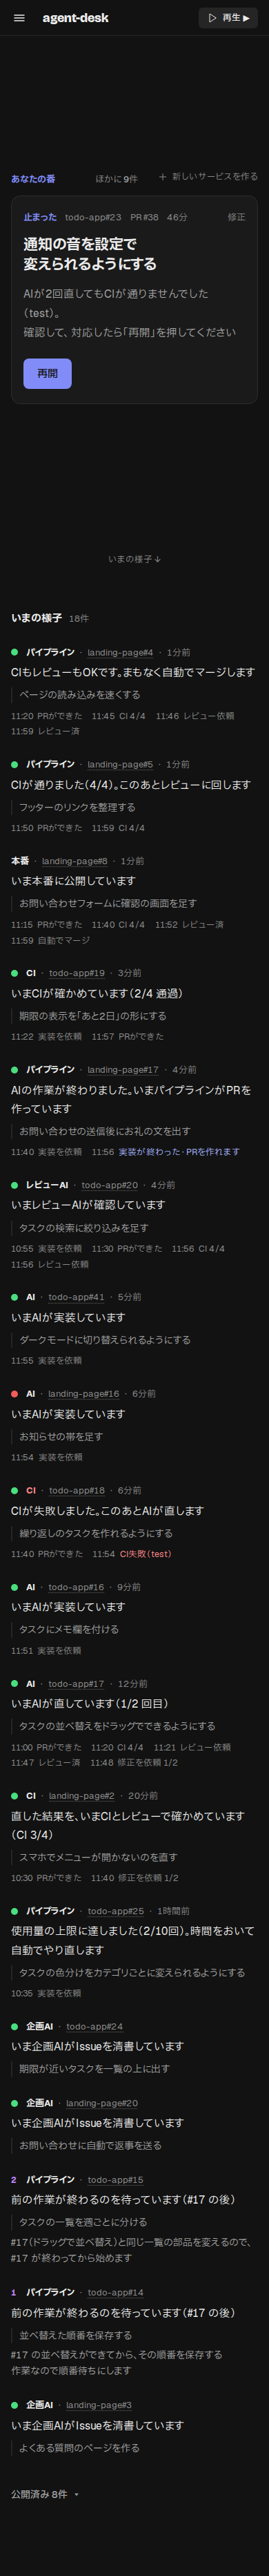 agent-desk
再生 ▶
あなたの番 ほかに9件 + 新しいサービスを作る
止まった todo-app#23 PR#38 46分 修正
通知の音を設定で
変えられるようにする
AIが2回直してもCIが通りませんでした
（test）。
確認して、対応したら「再開」を押してください
再開
いまの様子 ↓
いまの様子 18件
パイプライン · landing-page#4 · 1分前
CIもレビューもOKです。まもなく自動でマージします
ページの読み込みを速くする
11:20 PRができた 11:45 CI 4/4 11:46 レビュー依頼
11:59 レビュー済
パイプライン · landing-page#5 · 1分前
CIが通りました（4/4）。このあとレビューに回します
フッターのリンクを整理する
11:50 PRができた 11:59 CI 4/4
本番 · landing-page#8 · 1分前
いま本番に公開しています
お問い合わせフォームに確認の画面を足す
11:15 PRができた 11:40 CI 4/4 11:52 レビュー済
11:59 自動でマージ
CI · todo-app#19 · 3分前
いまCIが確かめています（2/4 通過）
期限の表示を「あと2日」の形にする
11:22 実装を依頼 11:57 PRができた
パイプライン · landing-page#17 · 4分前
AIの作業が終わりました。いまパイプラインがPRを
作っています
お問い合わせの送信後にお礼の文を出す
11:40 実装を依頼 11:56 実装が終わった · PRを作れます
レビューAI · todo-app#20 · 4分前
いまレビューAIが確認しています
タスクの検索に絞り込みを足す
10:55 実装を依頼 11:30 PRができた 11:56 CI 4/4
11:56 レビュー依頼
AI · todo-app#41 · 5分前
いまAIが実装しています
ダークモードに切り替えられるようにする
11:55 実装を依頼
AI · landing-page#16 · 6分前
いまAIが実装しています
お知らせの帯を足す
11:54 実装を依頼
CI · todo-app#18 · 6分前
CIが失敗しました。このあとAIが直します
繰り返しのタスクを作れるようにする
11:40 PRができた 11:54 CI失敗（test）
AI · todo-app#16 · 9分前
いまAIが実装しています
タスクにメモ欄を付ける
11:51 実装を依頼
AI · todo-app#17 · 12分前
いまAIが直しています（1/2 回目）
タスクの並べ替えをドラッグでできるようにする
11:00 PRができた 11:20 CI 4/4 11:21 レビュー依頼
11:47 レビュー済 11:48 修正を依頼 1/2
CI · landing-page#2 · 20分前
直した結果を、いまCIとレビューで確かめています
（CI 3/4）
スマホでメニューが開かないのを直す
10:30 PRができた 11:40 修正を依頼 1/2
パイプライン · todo-app#25 · 1時間前
使用量の上限に達しました（2/10回）。時間をおいて
自動でやり直します
タスクの色分けをカテゴリごとに変えられるようにする
10:35 実装を依頼
企画AI · todo-app#24
いま企画AIがIssueを清書しています
期限が近いタスクを一覧の上に出す
企画AI · landing-page#20
いま企画AIがIssueを清書しています
お問い合わせに自動で返事を送る
2 パイプライン · todo-app#15
前の作業が終わるのを待っています（#17 の後）
タスクの一覧を週ごとに分ける
#17（ドラッグで並べ替え）と同じ一覧の部品を変えるので、
#17 が終わってから始めます
1 パイプライン · todo-app#14
前の作業が終わるのを待っています（#17 の後）
並べ替えた順番を保存する
#17 の並べ替えができてから、その順番を保存する
作業なので順番待ちにします
企画AI · landing-page#3
いま企画AIがIssueを清書しています
よくある質問のページを作る
公開済み 8件